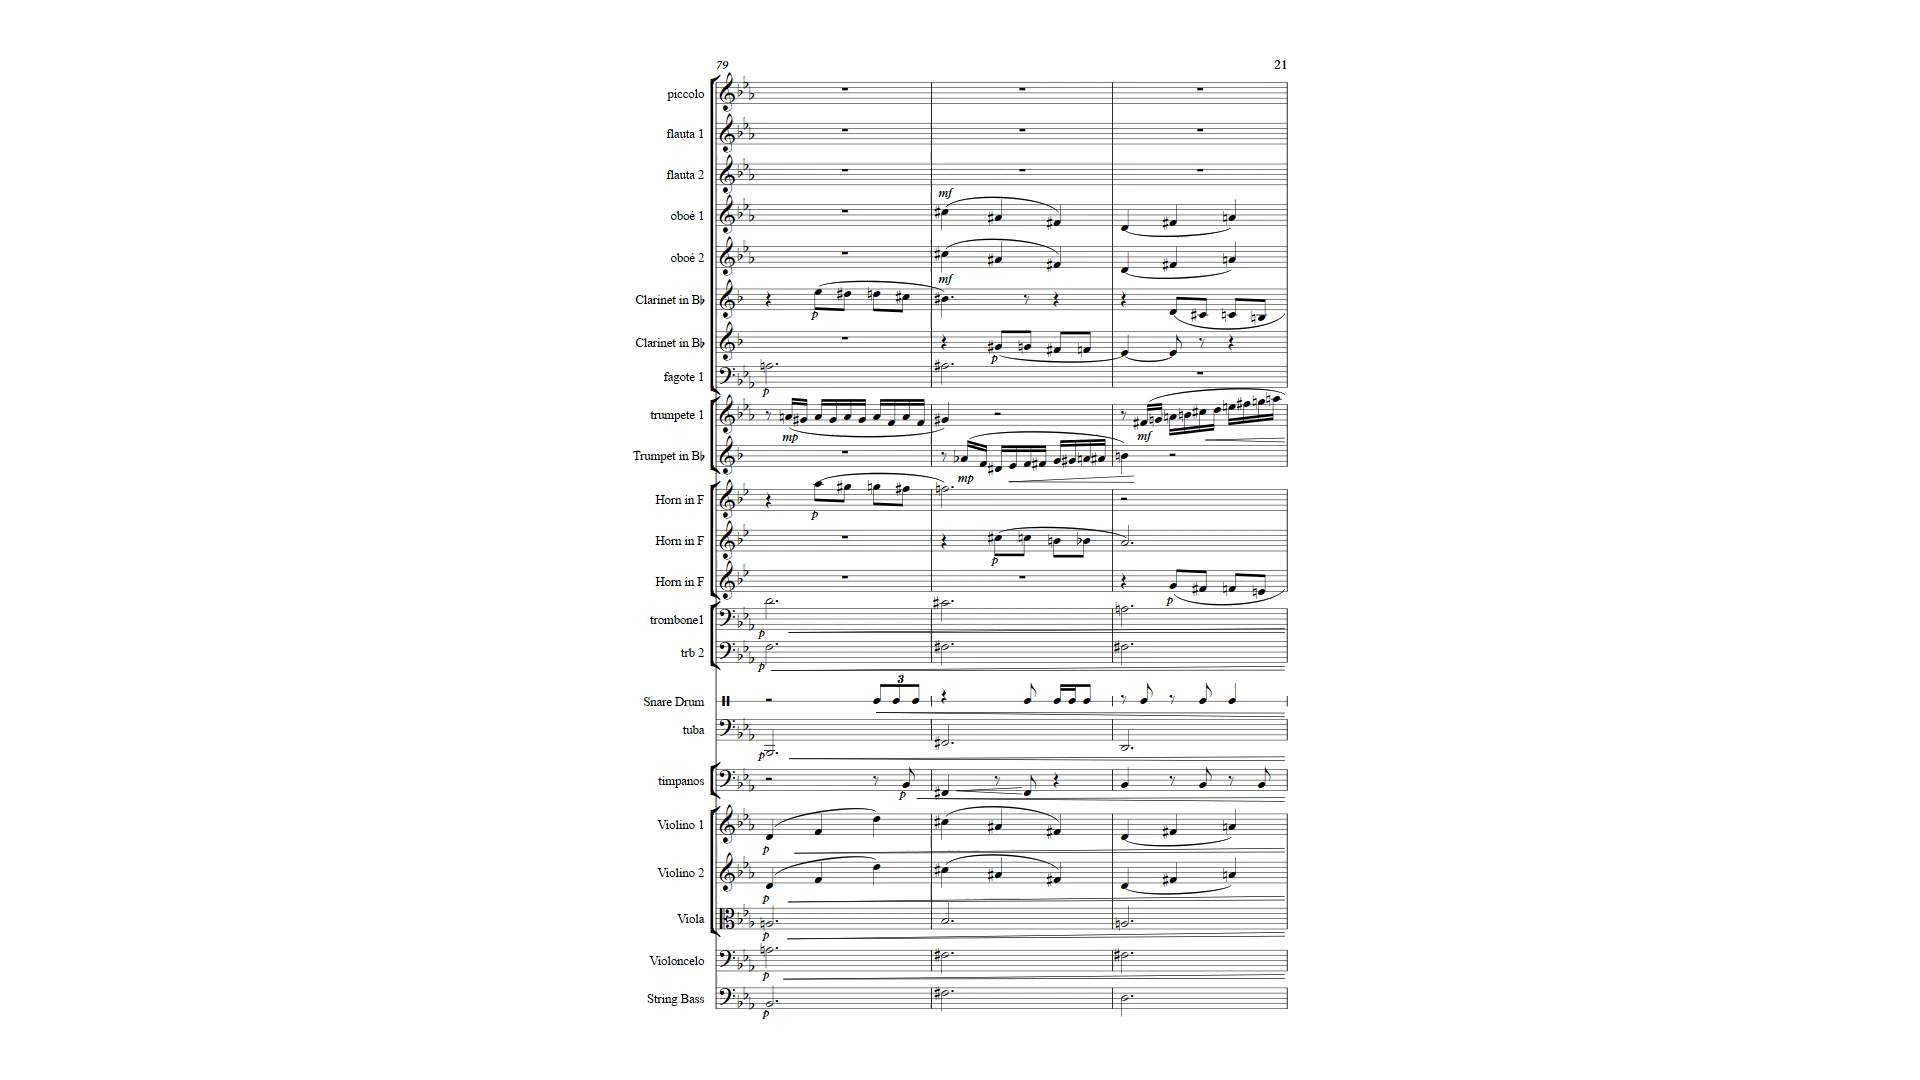 79 21
piccolo
flauta 1
flauta 2
mf
oboé 1
oboé 2
mf
Clarinet in B♭
p
Clarinet in B♭
p
fagote 1
p
trumpete 1
mp mf
Trumpet in B♭
mp
Horn in F
p
Horn in F
p
Horn in F
p
trombone1
p
trb 2
p
3
Snare Drum
tuba
p
timpanos
p
Violino 1
p
Violino 2
p
Viola
p
Violoncelo
p
String Bass
p